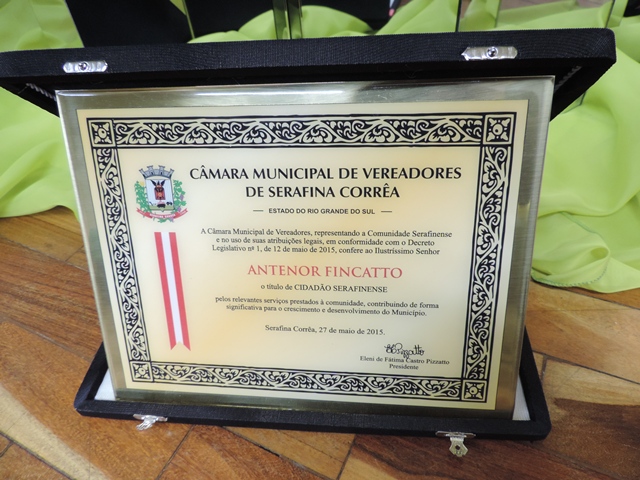 CÂMARA MUNICIPAL DE VEREADORES
DE SERAFINA CORRÊA
— ESTADO DO RIO GRANDE DO SUL —
A Câmara Municipal de Vereadores, representando a Comunidade Serafinense
e no uso de suas atribuições legais, em conformidade com o Decreto
Legislativo nº 1, de 12 de maio de 2015, confere ao Ilustríssimo Senhor
ANTENOR FINCATTO
o título de CIDADÃO SERAFINENSE
pelos relevantes serviços prestados à comunidade, contribuindo de forma
significativa para o crescimento e desenvolvimento do Município.
Serafina Corrêa, 27 de maio de 2015.
Eleni de Fátima Castro Pizzatto
Presidente